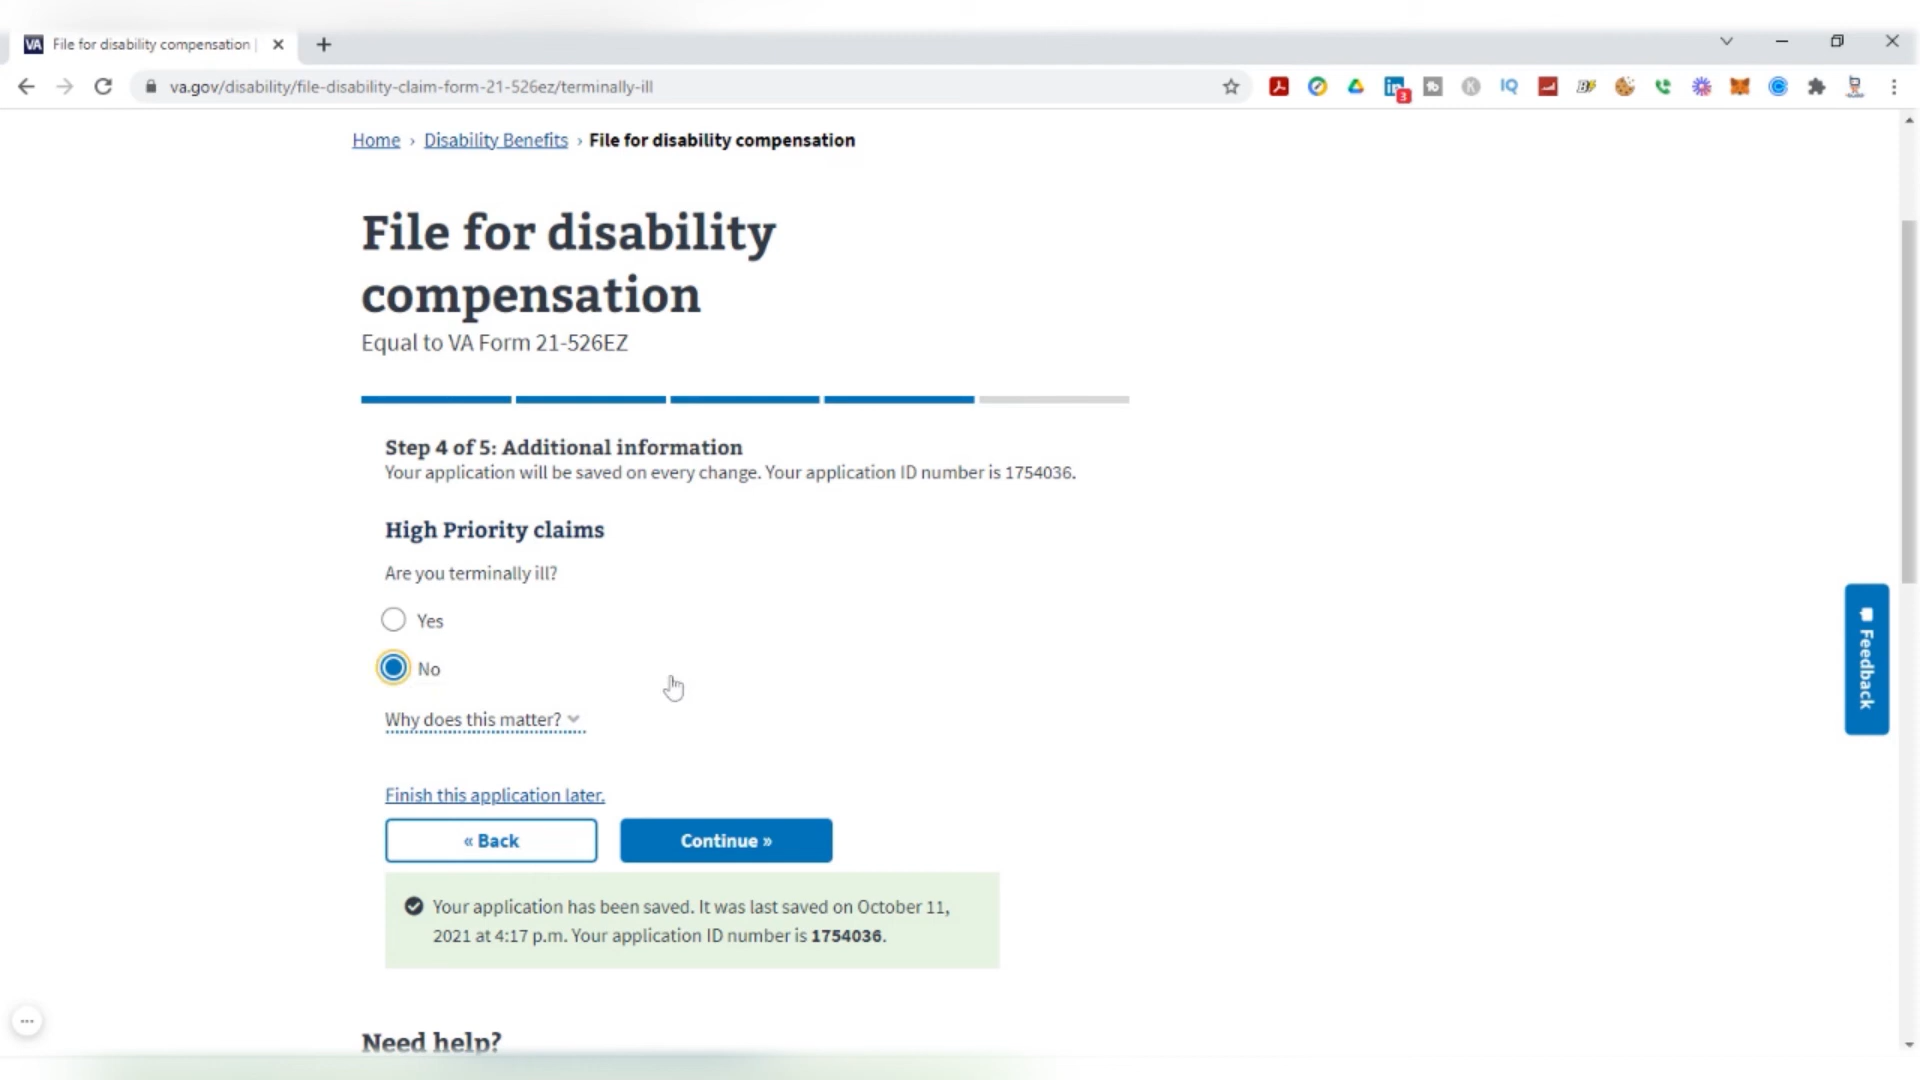 VA File for disability compensation |
va.gov/disability/file-disability-claim-form-21-526ez/terminally-ill
in 3 IQ
Home › Disability Benefits › File for disability compensation
File for disability
compensation
Equal to VA Form 21-526EZ
Step 4 of 5: Additional information
Your application will be saved on every change. Your application ID number is 1754036.
High Priority claims
Are you terminally ill?
Yes
No
Feedback
Why does this matter?
Finish this application later.
« Back Continue »
Your application has been saved. It was last saved on October 11,
2021 at 4:17 p.m. Your application ID number is 1754036.
Need help?